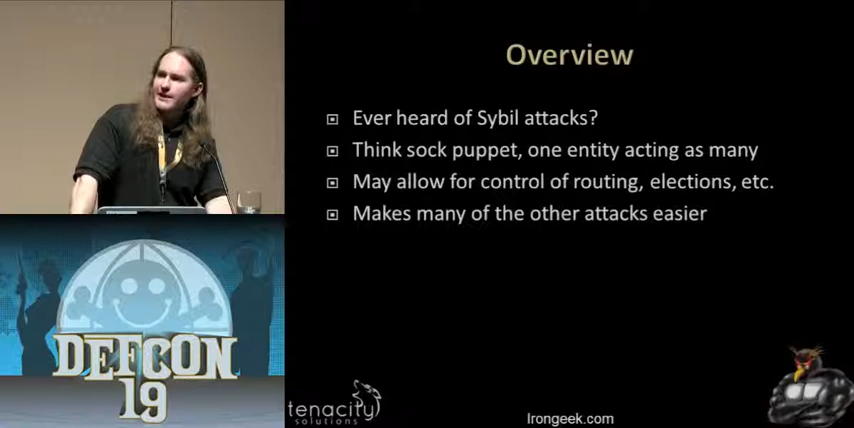 Overview
Ever heard of Sybil attacks?
Think sock puppet, one entity acting as many
May allow for control of routing, elections, etc.
Makes many of the other attacks easier
DEFCON
19
tenacity
solutions
Irongeek.com